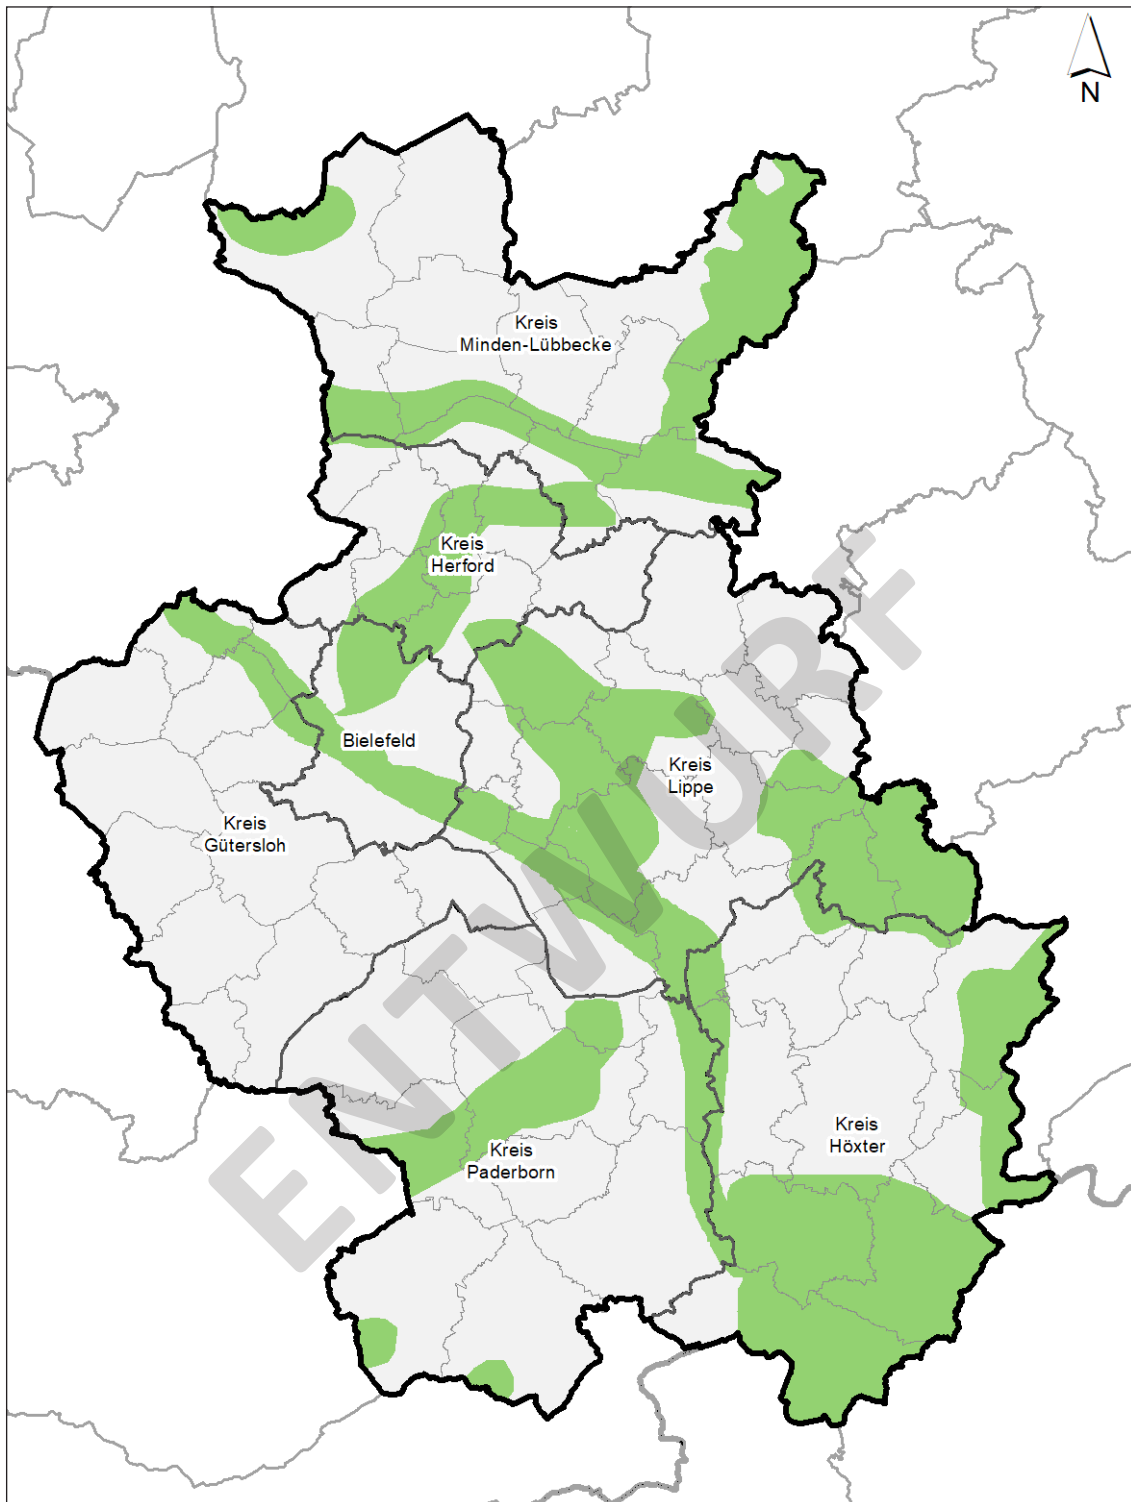 N
Kreis
Minden-Lübbecke
Kreis
Herford
Bielefeld
Kreis
Lippe
Kreis
Gütersloh
Kreis
Höxter
Kreis
Paderborn
ENTWURF